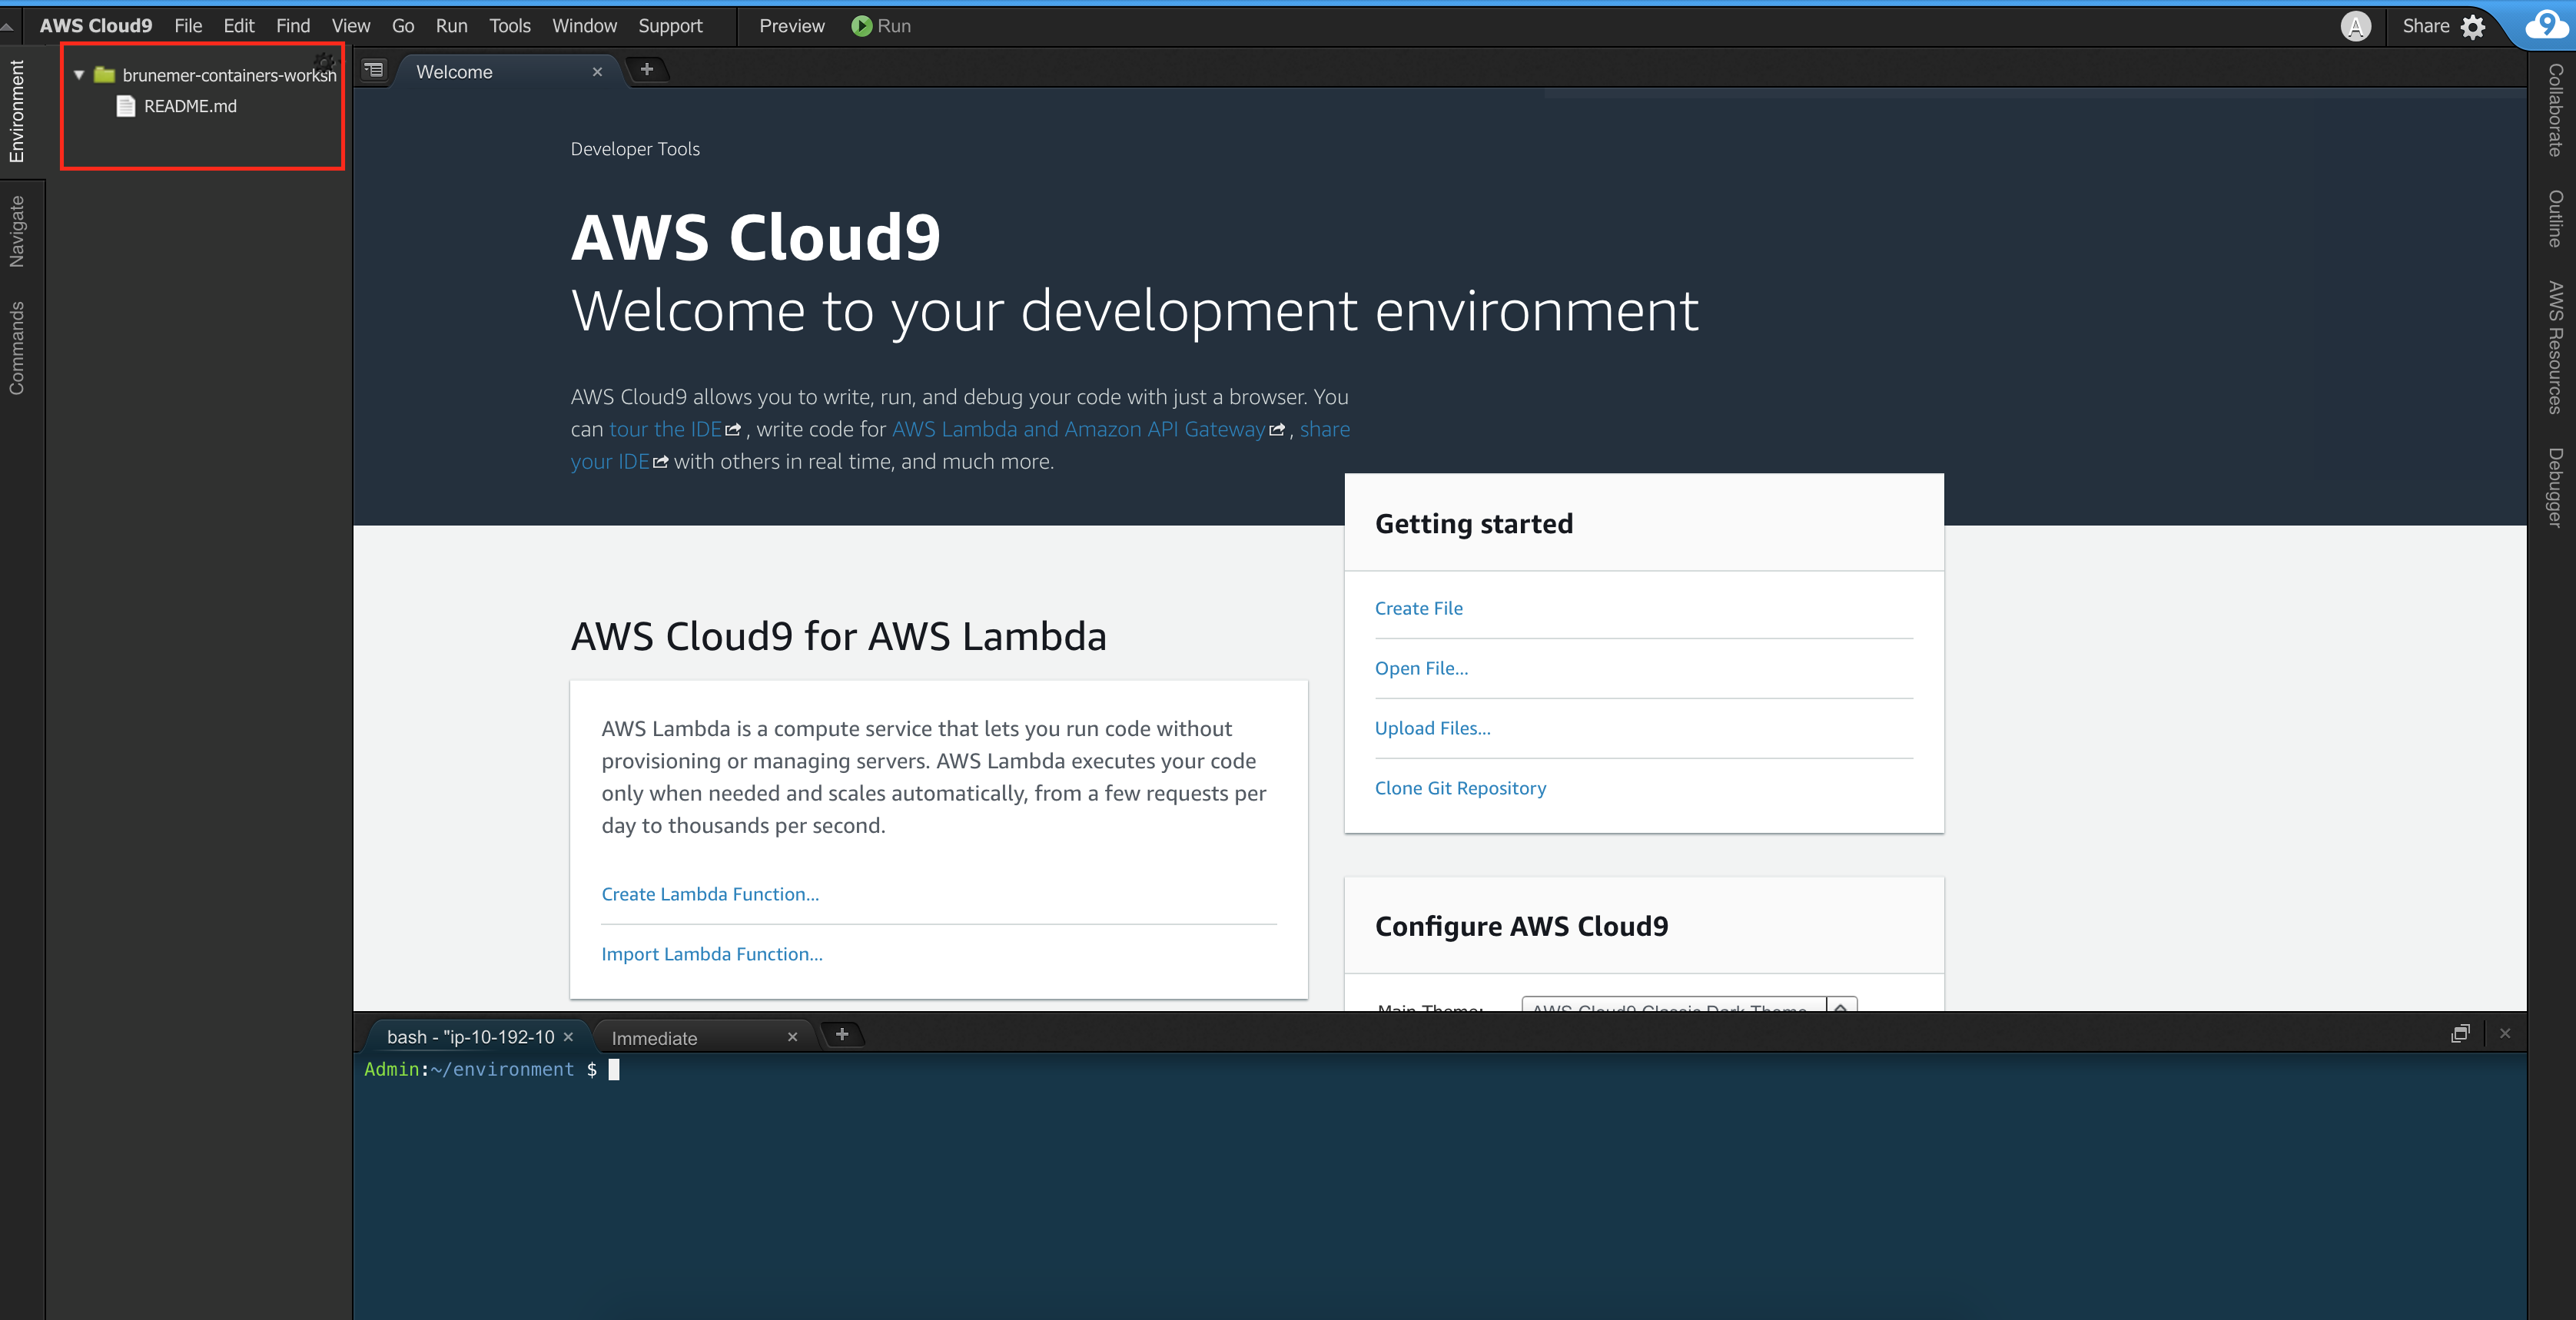 AWS Cloud9 File Edit Find View Go Run Tools Window Support Preview Run A Share 9
Environment
Navigate
Commands
brunemer-containers-worksh
README.md
Welcome
Developer Tools
AWS Cloud9
Welcome to your development environment
AWS Cloud9 allows you to write, run, and debug your code with just a browser. You
can tour the IDE, write code for AWS Lambda and Amazon API Gateway, share
your IDE with others in real time, and much more.
Getting started
Create File
Open File...
Upload Files...
Clone Git Repository
AWS Cloud9 for AWS Lambda
AWS Lambda is a compute service that lets you run code without
provisioning or managing servers. AWS Lambda executes your code
only when needed and scales automatically, from a few requests per
day to thousands per second.
Create Lambda Function...
Import Lambda Function...
Configure AWS Cloud9
Main Theme: AWS Cloud9 Classic Dark Theme
bash - "ip-10-192-10 Immediate
Admin:~/environment $
Collaborate
Outline
AWS Resources
Debugger